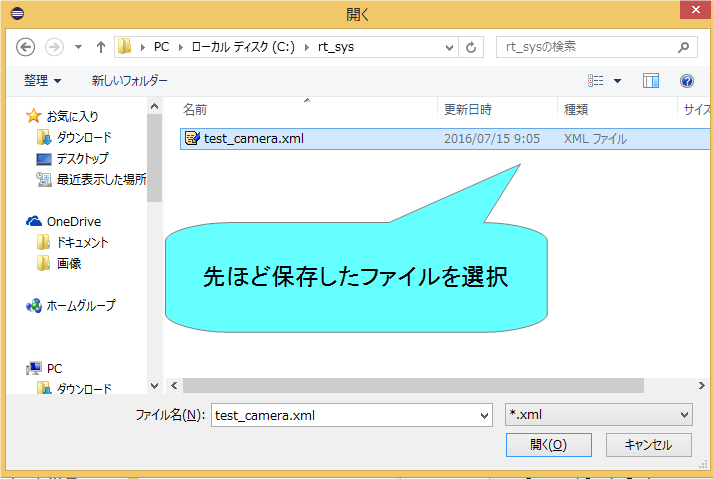 開く
PC ローカル ディスク (C:) rt_sys
rt_sysの検索
整理 新しいフォルダー
名前 更新日時 種類 サイズ
test_camera.xml 2016/07/15 9:05 XML ファイル
お気に入り
ダウンロード
デスクトップ
最近表示した場所
OneDrive
ドキュメント
画像
ホームグループ
PC
ダウンロード
先ほど保存したファイルを選択
ファイル名(N): test_camera.xml *.xml
開く(O) キャンセル